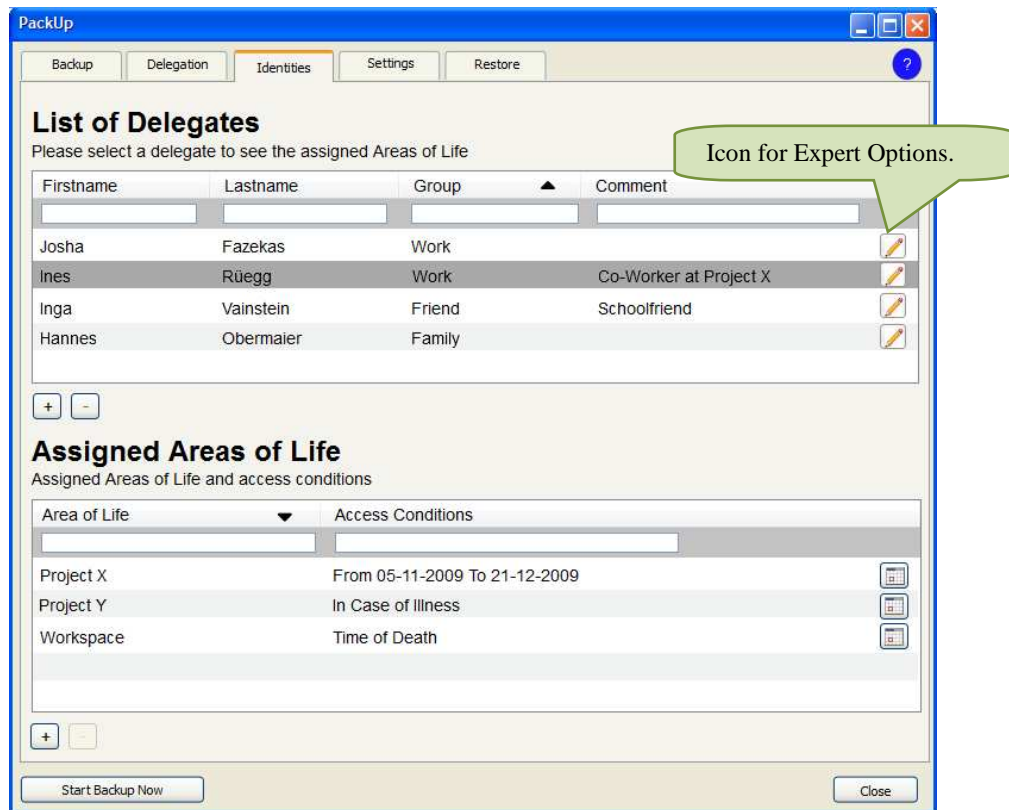 PackUp
Backup Delegation Identities Settings Restore ?
List of Delegates
Please select a delegate to see the assigned Areas of Life
Icon for Expert Options.
Firstname Lastname Group Comment
Josha Fazekas Work
Ines Rüegg Work Co-Worker at Project X
Inga Vainstein Friend Schoolfriend
Hannes Obermaier Family
+ -
Assigned Areas of Life
Assigned Areas of Life and access conditions
Area of Life Access Conditions
Project X From 05-11-2009 To 21-12-2009
Project Y In Case of Illness
Workspace Time of Death
+ -
Start Backup Now Close